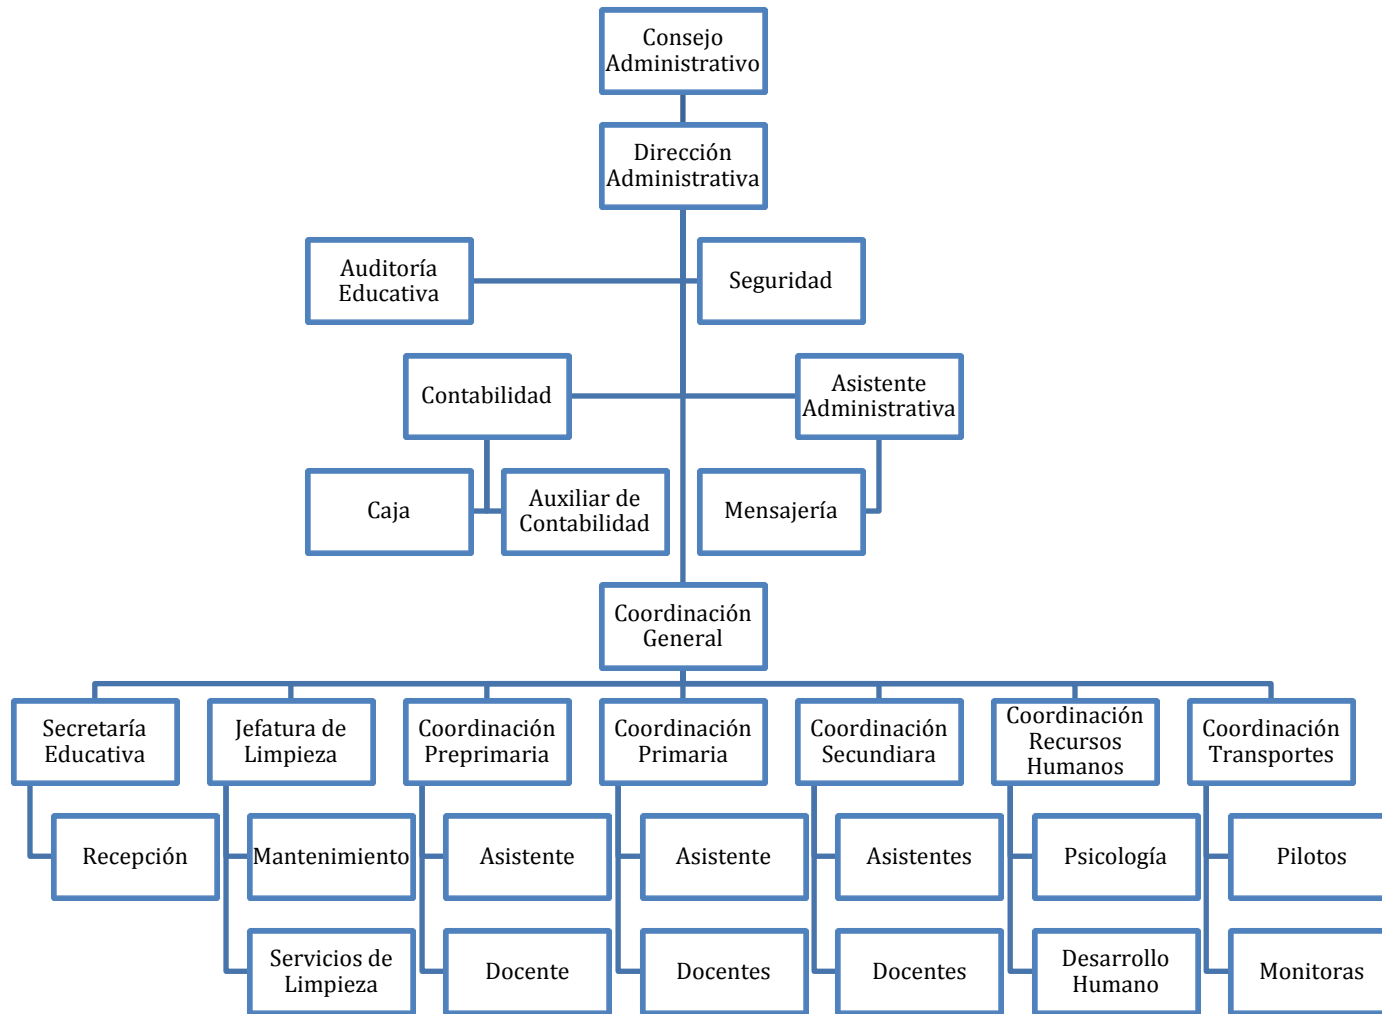 Consejo
Administrativo
Dirección
Administrativa
Auditoría
Educativa
Seguridad
Contabilidad
Asistente
Administrativa
Caja
Auxiliar de
Contabilidad
Mensajería
Coordinación
General
Secretaría
Educativa
Jefatura de
Limpieza
Coordinación
Preprimaria
Coordinación
Primaria
Coordinación
Secundiara
Coordinación
Recursos
Humanos
Coordinación
Transportes
Recepción
Mantenimiento
Asistente
Asistente
Asistentes
Psicología
Pilotos
Servicios de
Limpieza
Docente
Docentes
Docentes
Desarrollo
Humano
Monitoras